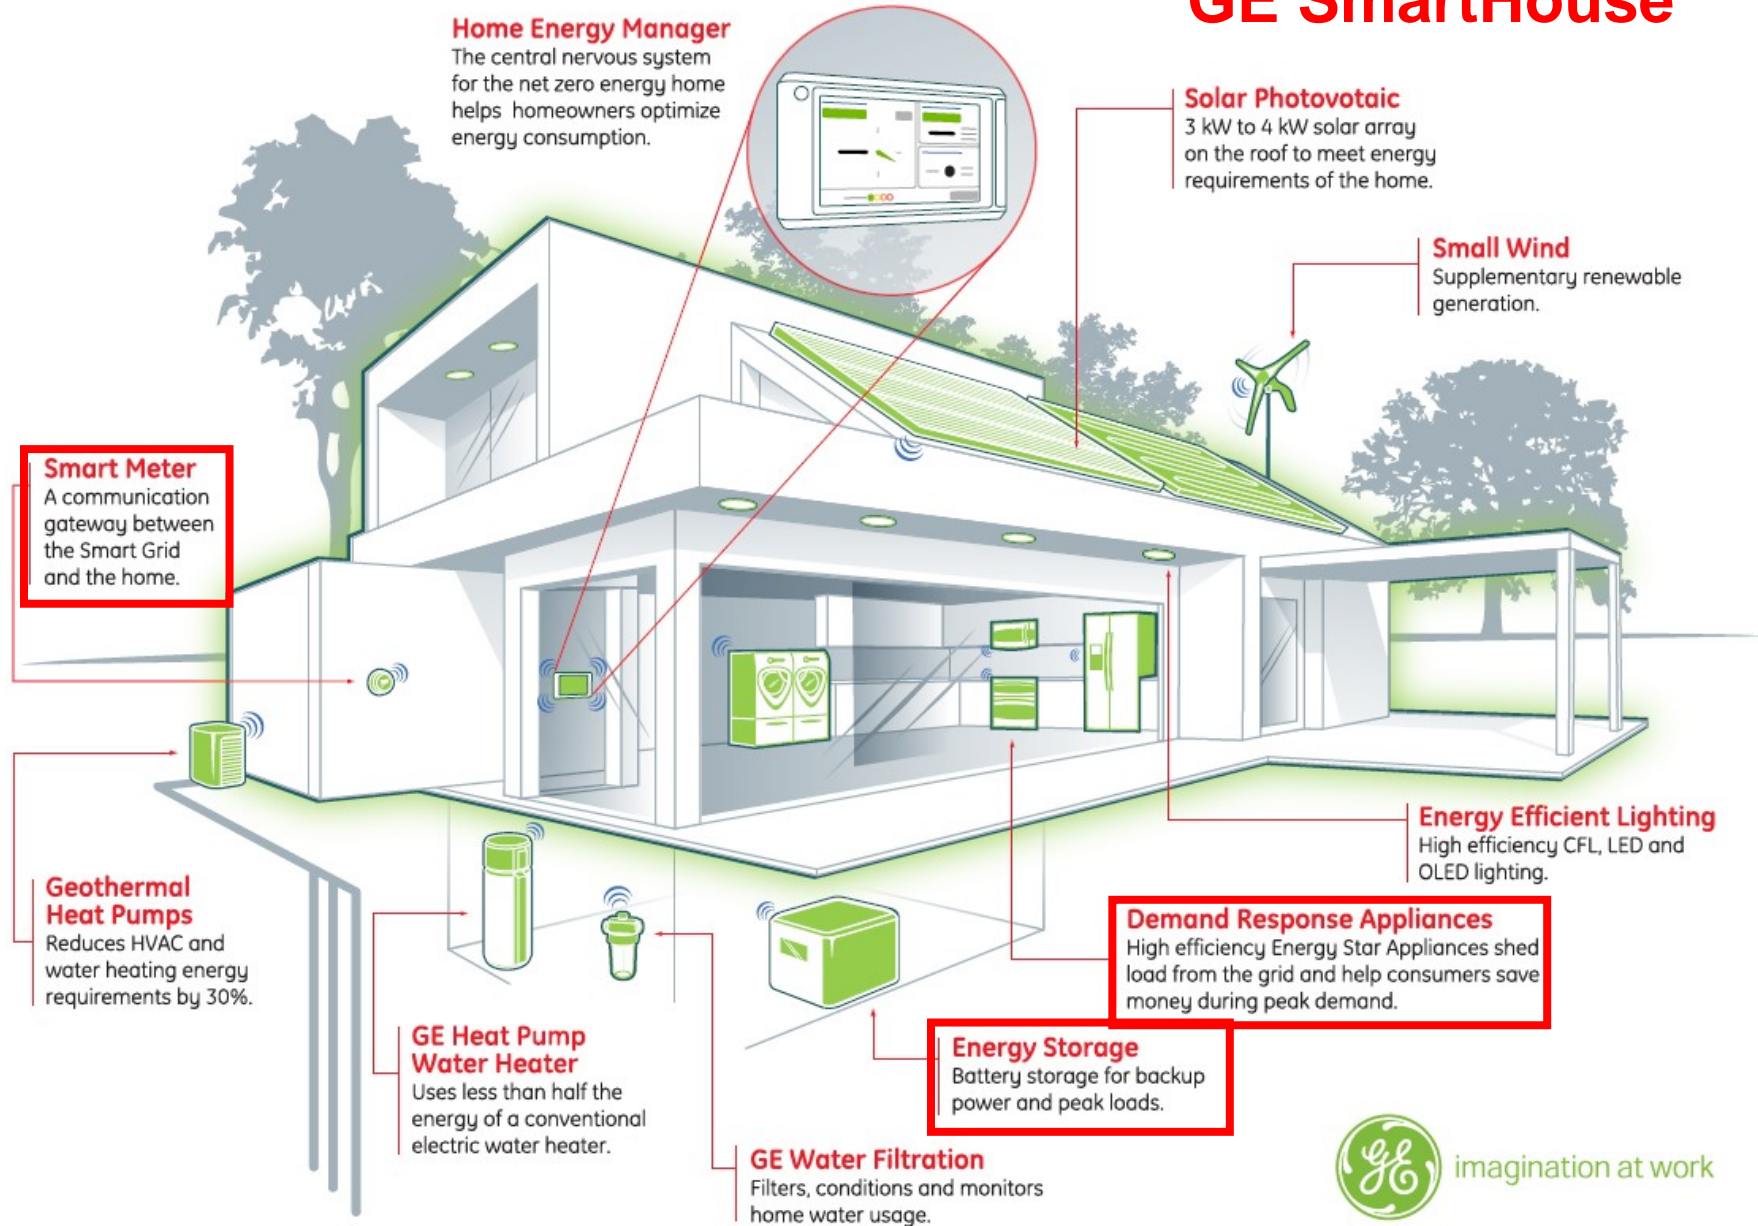 GE SmartHouse
Home Energy Manager
The central nervous system
for the net zero energy home
helps homeowners optimize
energy consumption.
Solar Photovotaic
3 kW to 4 kW solar array
on the roof to meet energy
requirements of the home.
Small Wind
Supplementary renewable
generation.
Smart Meter
A communication
gateway between
the Smart Grid
and the home.
Energy Efficient Lighting
High efficiency CFL, LED and
OLED lighting.
Geothermal
Heat Pumps
Reduces HVAC and
water heating energy
requirements by 30%.
Demand Response Appliances
High efficiency Energy Star Appliances shed
load from the grid and help consumers save
money during peak demand.
GE Heat Pump
Water Heater
Uses less than half the
energy of a conventional
electric water heater.
Energy Storage
Battery storage for backup
power and peak loads.
GE Water Filtration
Filters, conditions and monitors
home water usage.
GE
imagination at work